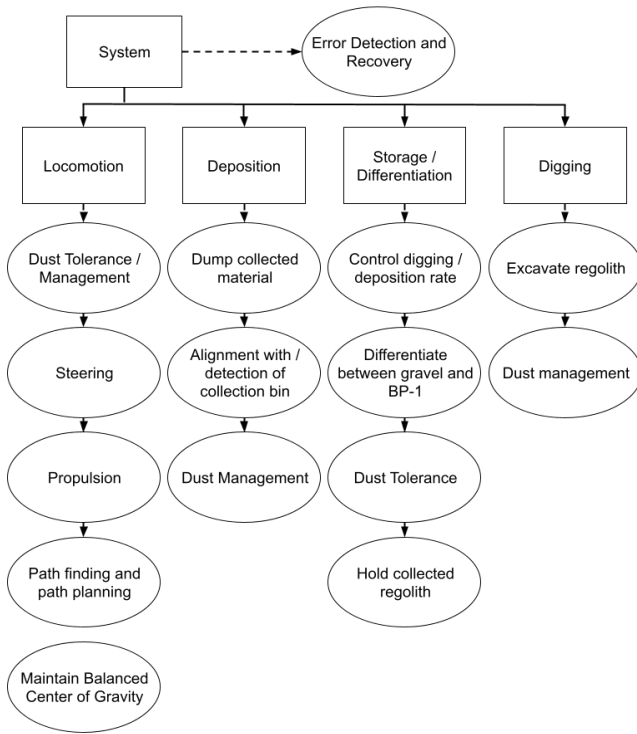 System
Error Detection and
Recovery
Locomotion
Deposition
Storage /
Differentiation
Digging
Dust Tolerance /
Management
Dump collected
material
Control digging /
deposition rate
Excavate regolith
Steering
Alignment with /
detection of
collection bin
Differentiate
between gravel and
BP-1
Dust management
Propulsion
Dust Management
Dust Tolerance
Path finding and
path planning
Hold collected
regolith
Maintain Balanced
Center of Gravity